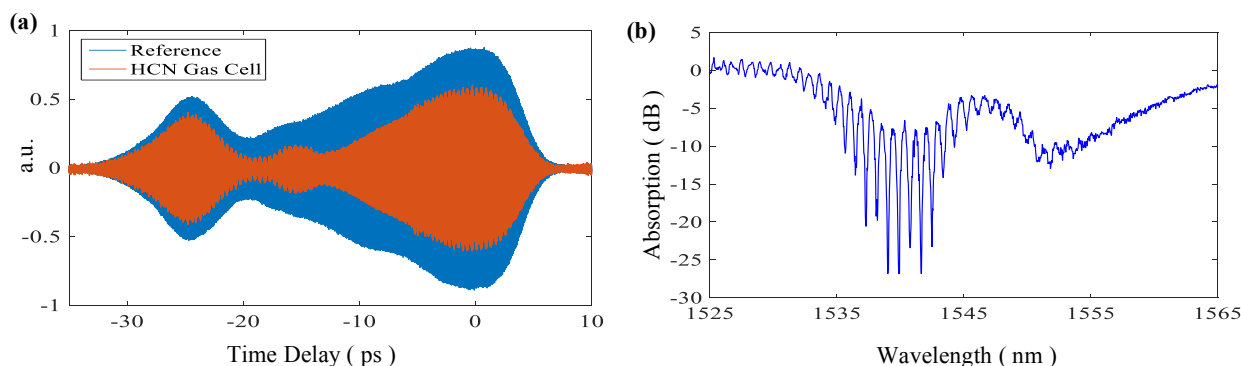 (a)
1
Reference
HCN Gas Cell
0.5
a.u.
0
-0.5
-1
-30
-20
-10
0
10
Time Delay ( ps )
(b)
5
0
-5
-10
-15
-20
-25
-30
Absorption ( dB )
1525
1535
1545
1555
1565
Wavelength ( nm )